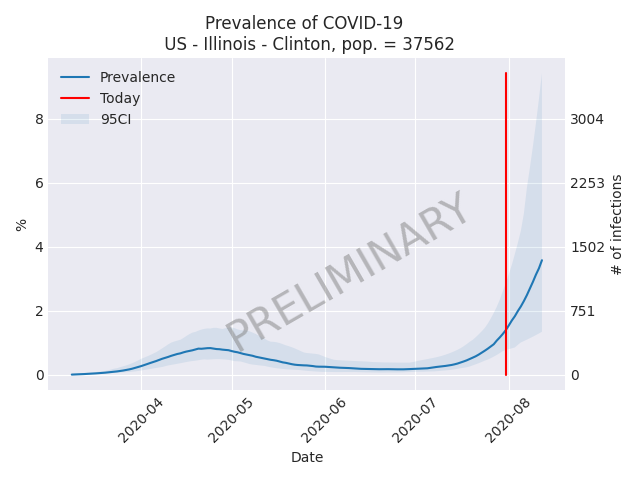 Prevalence of COVID-19
US - Illinois - Clinton, pop. = 37562
Prevalence
Today
95CI
%
8
6
4
2
0
3004
2253
1502
751
0
# of infections
PRELIMINARY
2020-04
2020-05
2020-06
2020-07
2020-08
Date